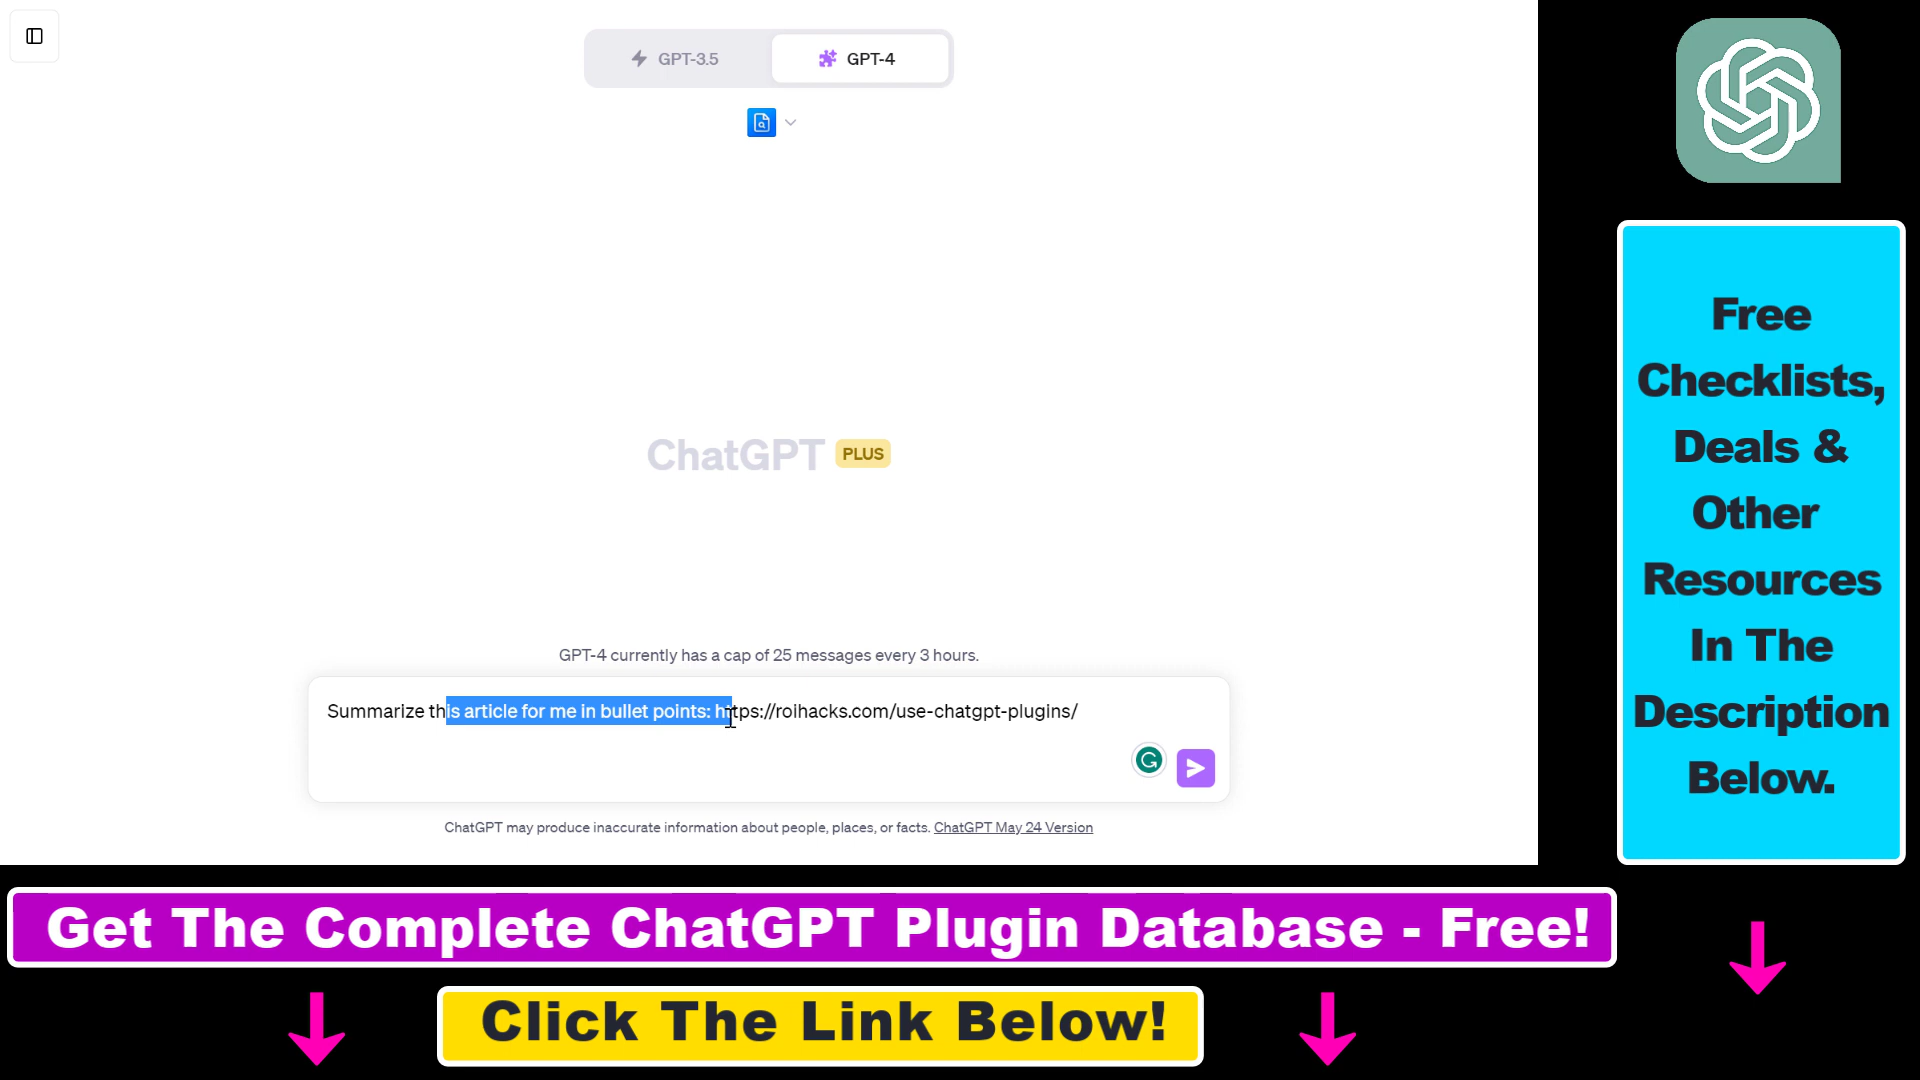 GPT-3.5
GPT-4
ChatGPT PLUS
GPT-4 currently has a cap of 25 messages every 3 hours.
Summarize this article for me in bullet points: https://roihacks.com/use-chatgpt-plugins/
ChatGPT may produce inaccurate information about people, places, or facts. ChatGPT May 24 Version
Free
Checklists,
Deals &
Other
Resources
In The
Description
Below.
Get The Complete ChatGPT Plugin Database - Free!
Click The Link Below!